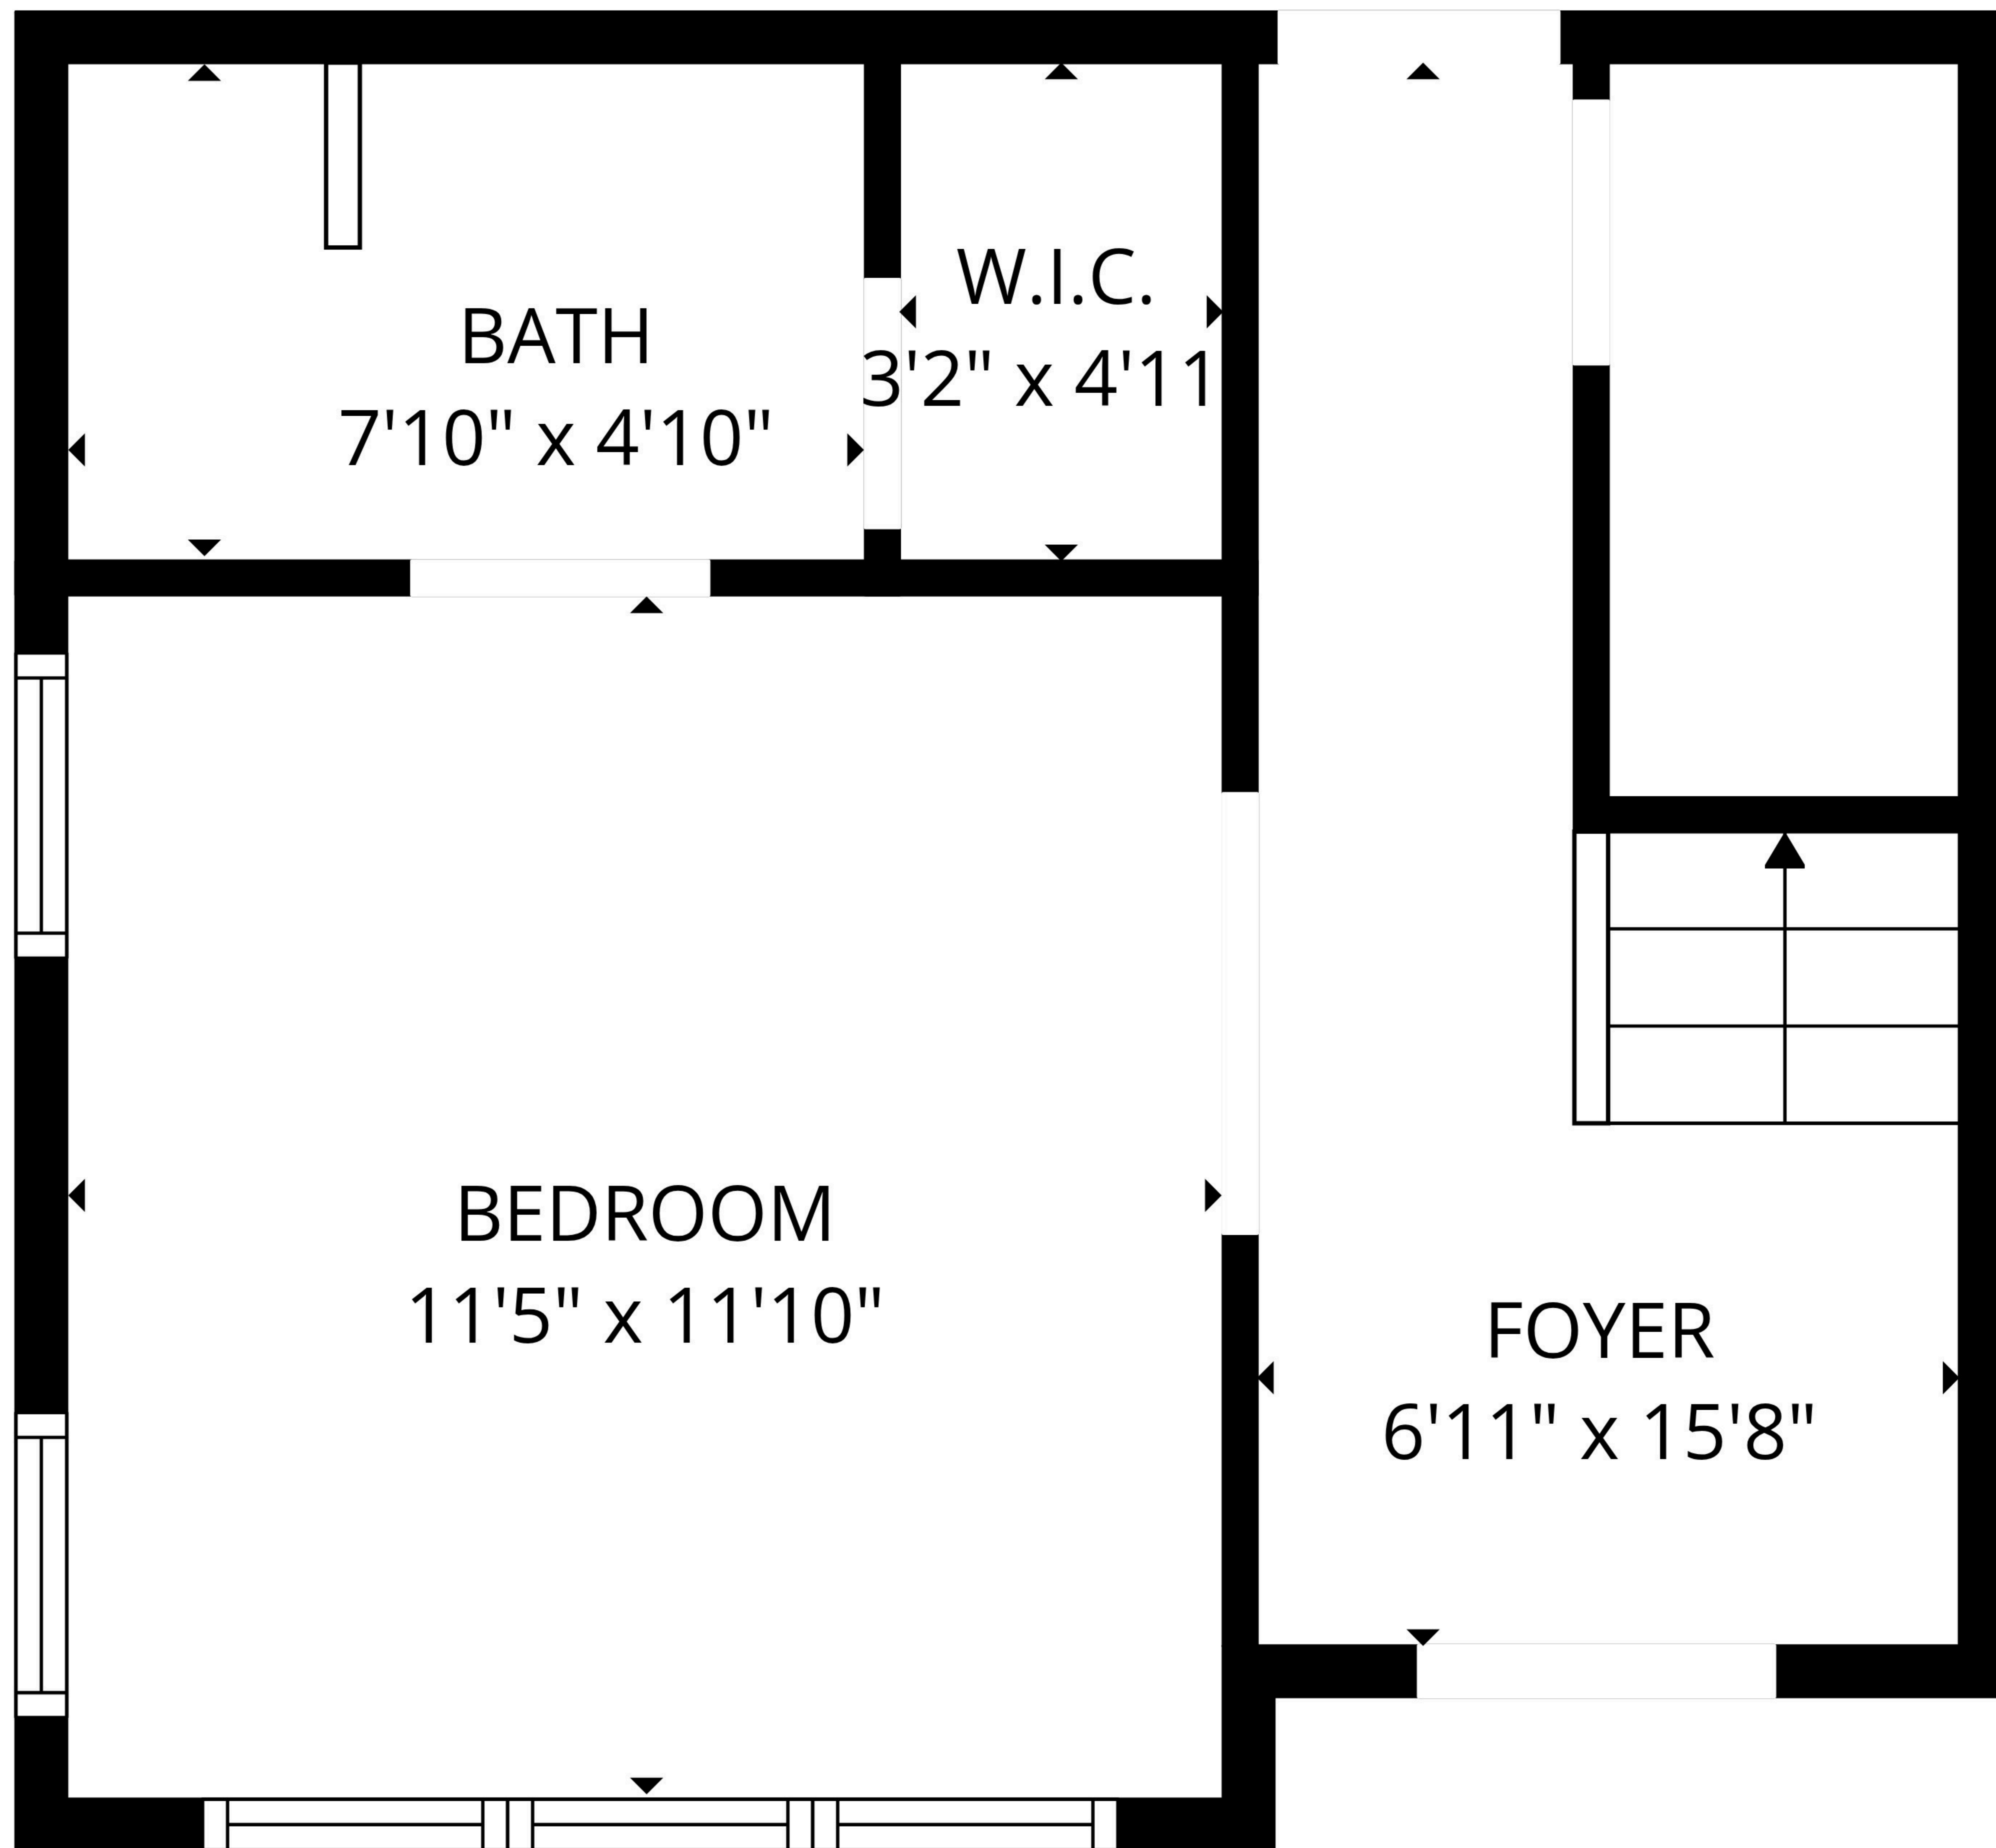 BATH
7'10" x 4'10"
W.I.C.
3'2" x 4'11
BEDROOM
11'5" x 11'10"
FOYER
6'11" x 15'8"